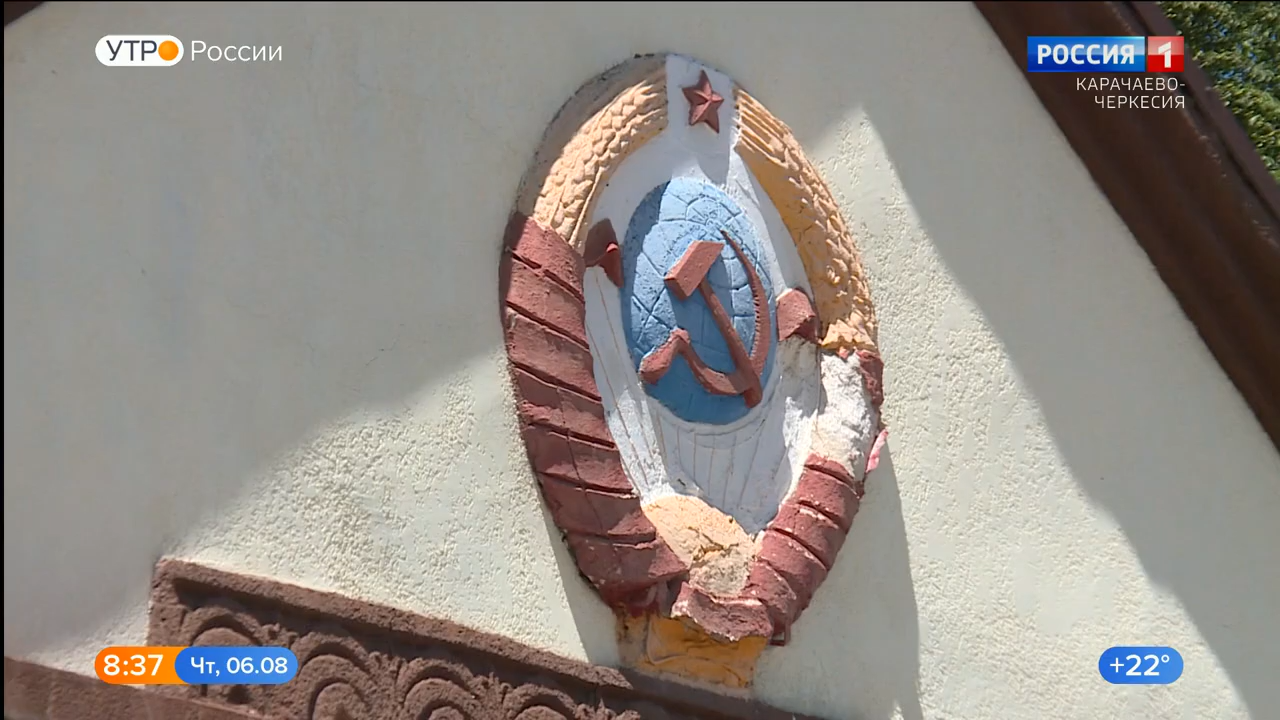 УТРО России
РОССИЯ 1
КАРАЧАЕВО-
ЧЕРКЕСИЯ
8:37 Чт, 06.08
+22°